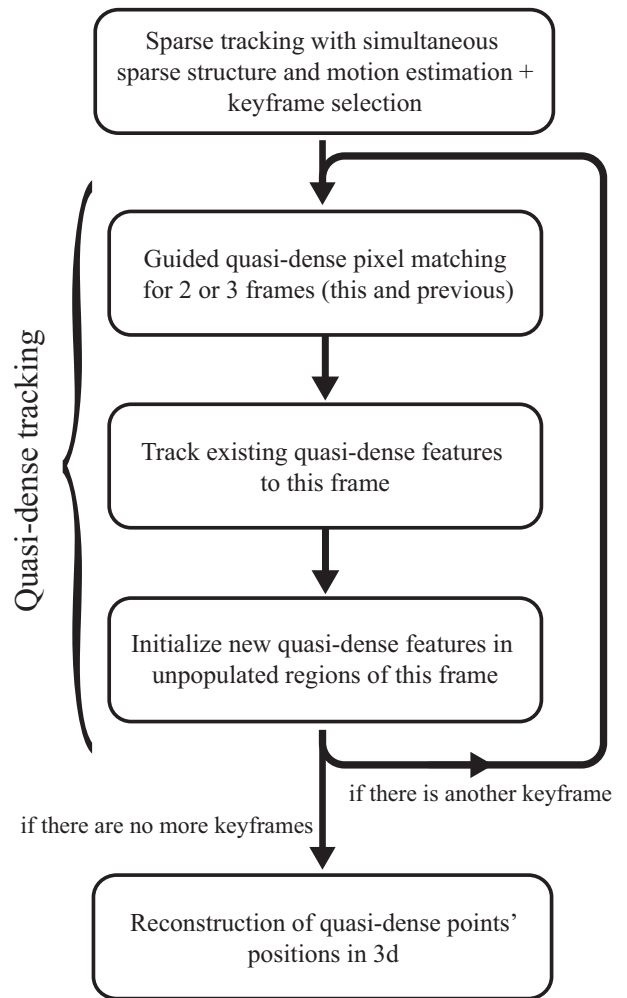 Sparse tracking with simultaneous
sparse structure and motion estimation +
keyframe selection
Quasi-dense tracking
Guided quasi-dense pixel matching
for 2 or 3 frames (this and previous)
Track existing quasi-dense features
to this frame
Initialize new quasi-dense features in
unpopulated regions of this frame
if there is another keyframe
if there are no more keyframes
Reconstruction of quasi-dense points’
positions in 3d